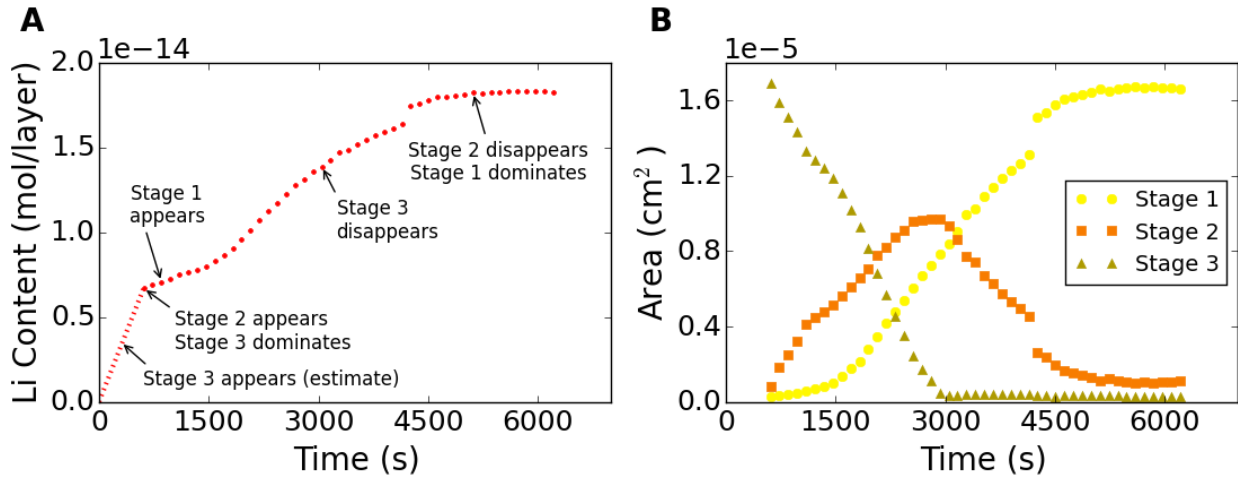 A
1e−14
Li Content (mol/layer)
2.0
1.5
1.0
0.5
0.0
Stage 1
appears
Stage 2 appears
Stage 3 dominates
Stage 3 appears (estimate)
Stage 3
disappears
Stage 2 disappears
Stage 1 dominates
0 1500 3000 4500 6000
Time (s)
B
1e−5
Area (cm²)
1.6
1.2
0.8
0.4
0.0
Stage 1
Stage 2
Stage 3
0 1500 3000 4500 6000
Time (s)